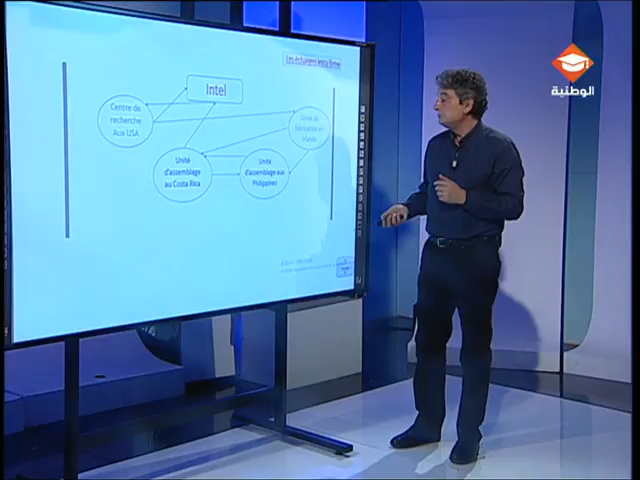 Les échanges intra firme
Intel
Centre de
recherche
Aux USA
Unité de
fabrication en
Irlande
Unité
d'assemblage
au Costa Rica
Unité
d'assemblage aux
Philippines
الوطنية